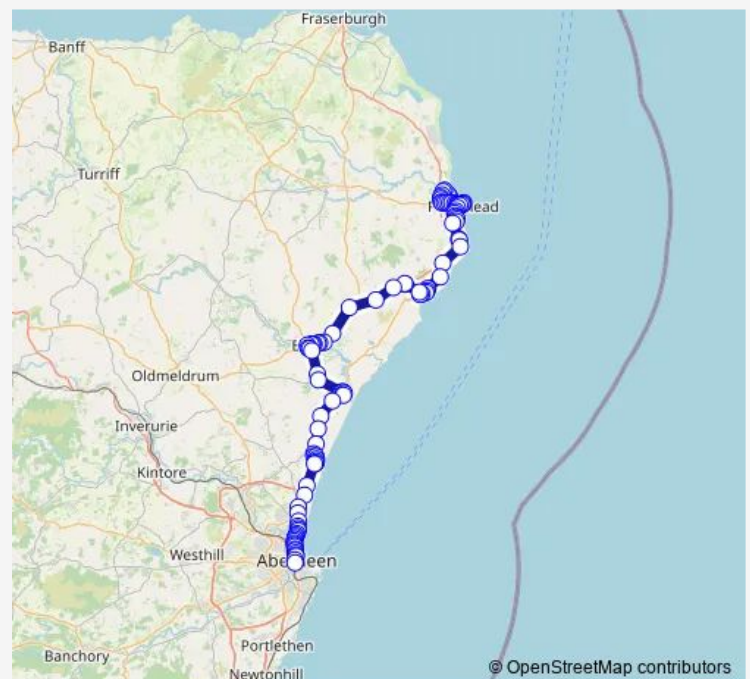 Fraserburgh
Banff
Turriff
Oldmeldrum
Inverurie
Kintore
Westhill
Portlethen
Banchory
Newtonhill
© OpenStreetMap contributors